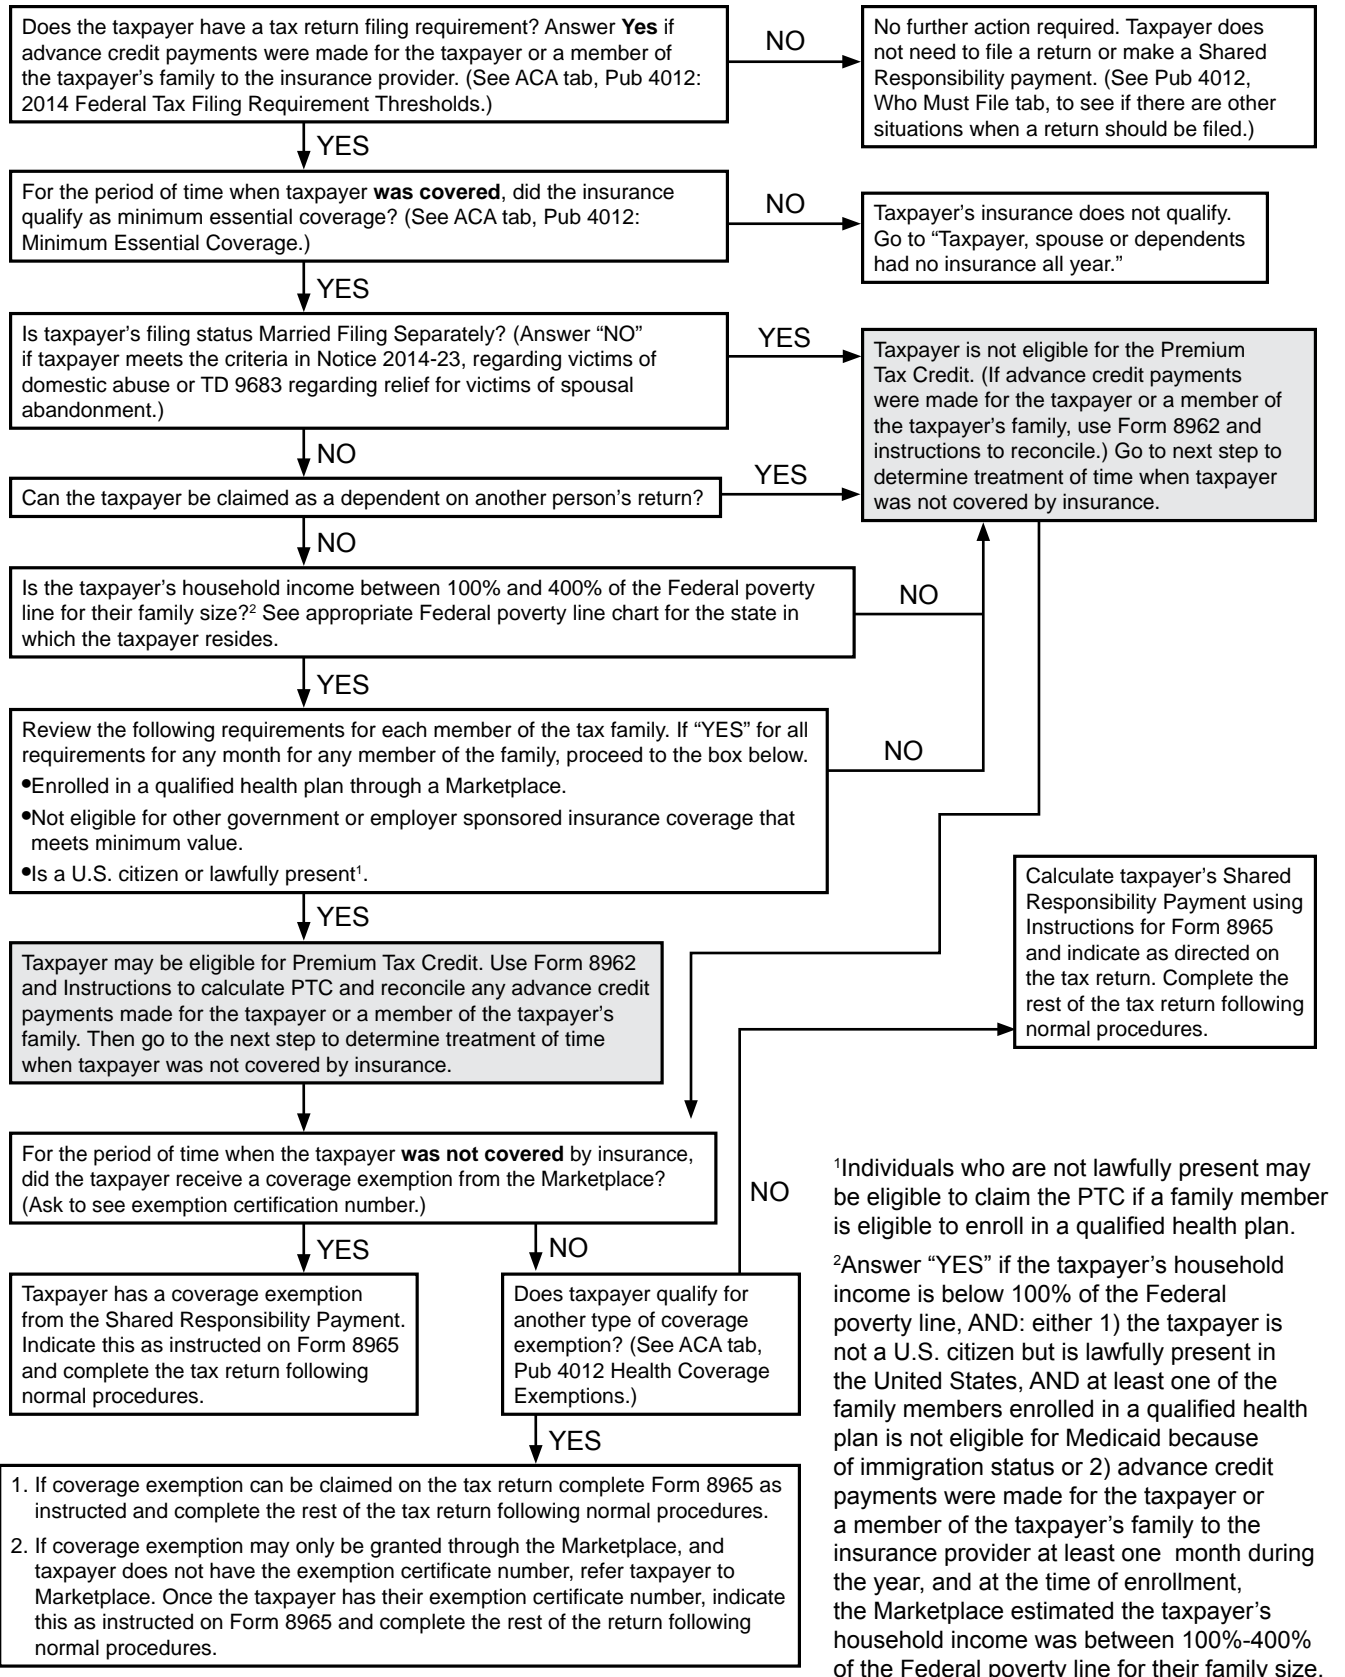 Does the taxpayer have a tax return filing requirement? Answer Yes if
advance credit payments were made for the taxpayer or a member of
the taxpayer's family to the insurance provider. (See ACA tab, Pub 4012:
2014 Federal Tax Filing Requirement Thresholds.)
NO
No further action required. Taxpayer does
not need to file a return or make a Shared
Responsibility payment. (See Pub 4012,
Who Must File tab, to see if there are other
situations when a return should be filed.)
YES
For the period of time when taxpayer was covered, did the insurance
qualify as minimum essential coverage? (See ACA tab, Pub 4012:
Minimum Essential Coverage.)
NO
Taxpayer's insurance does not qualify.
Go to “Taxpayer, spouse or dependents
had no insurance all year.”
YES
Is taxpayer's filing status Married Filing Separately? (Answer “NO”
if taxpayer meets the criteria in Notice 2014-23, regarding victims of
domestic abuse or TD 9683 regarding relief for victims of spousal
abandonment.)
YES
Taxpayer is not eligible for the Premium
Tax Credit. (If advance credit payments
were made for the taxpayer or a member of
the taxpayer's family, use Form 8962 and
instructions to reconcile.) Go to next step to
determine treatment of time when taxpayer
was not covered by insurance.
NO
Can the taxpayer be claimed as a dependent on another person's return?
YES
NO
Is the taxpayer's household income between 100% and 400% of the Federal poverty
line for their family size?² See appropriate Federal poverty line chart for the state in
which the taxpayer resides.
NO
YES
Review the following requirements for each member of the tax family. If “YES” for all
requirements for any month for any member of the family, proceed to the box below.
•Enrolled in a qualified health plan through a Marketplace.
•Not eligible for other government or employer sponsored insurance coverage that
meets minimum value.
•Is a U.S. citizen or lawfully present¹.
NO
YES
Calculate taxpayer's Shared
Responsibility Payment using
Instructions for Form 8965
and indicate as directed on
the tax return. Complete the
rest of the tax return following
normal procedures.
Taxpayer may be eligible for Premium Tax Credit. Use Form 8962
and Instructions to calculate PTC and reconcile any advance credit
payments made for the taxpayer or a member of the taxpayer's
family. Then go to the next step to determine treatment of time
when taxpayer was not covered by insurance.
For the period of time when the taxpayer was not covered by insurance,
did the taxpayer receive a coverage exemption from the Marketplace?
(Ask to see exemption certification number.)
NO
YES
NO
Taxpayer has a coverage exemption
from the Shared Responsibility Payment.
Indicate this as instructed on Form 8965
and complete the tax return following
normal procedures.
Does taxpayer qualify for
another type of coverage
exemption? (See ACA tab,
Pub 4012 Health Coverage
Exemptions.)
YES
1. If coverage exemption can be claimed on the tax return complete Form 8965 as
instructed and complete the rest of the tax return following normal procedures.
2. If coverage exemption may only be granted through the Marketplace, and
taxpayer does not have the exemption certificate number, refer taxpayer to
Marketplace. Once the taxpayer has their exemption certificate number, indicate
this as instructed on Form 8965 and complete the rest of the return following
normal procedures.
¹Individuals who are not lawfully present may
be eligible to claim the PTC if a family member
is eligible to enroll in a qualified health plan.
²Answer “YES” if the taxpayer's household
income is below 100% of the Federal
poverty line, AND: either 1) the taxpayer is
not a U.S. citizen but is lawfully present in
the United States, AND at least one of the
family members enrolled in a qualified health
plan is not eligible for Medicaid because
of immigration status or 2) advance credit
payments were made for the taxpayer or
a member of the taxpayer's family to the
insurance provider at least one month during
the year, and at the time of enrollment,
the Marketplace estimated the taxpayer's
household income was between 100%-400%
of the Federal poverty line for their family size.